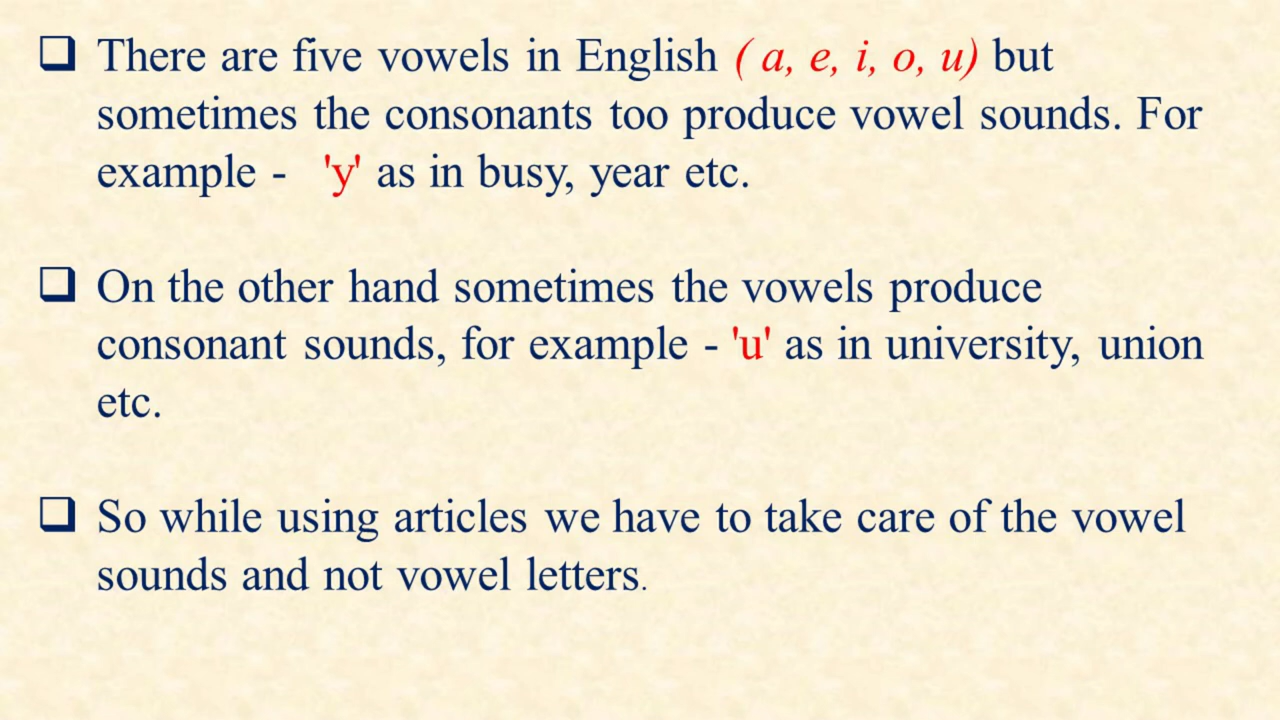 ❑ There are five vowels in English ( a, e, i, o, u) but
sometimes the consonants too produce vowel sounds. For
example - 'y' as in busy, year etc.
❑ On the other hand sometimes the vowels produce
consonant sounds, for example - 'u' as in university, union
etc.
❑ So while using articles we have to take care of the vowel
sounds and not vowel letters.